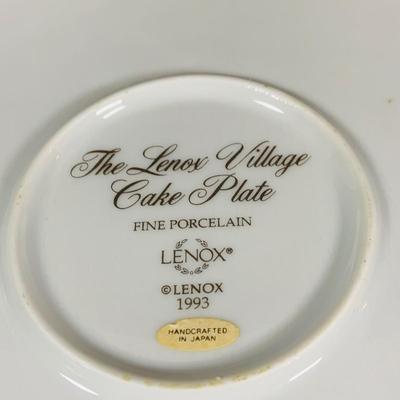 The Lenox Village
Cake Plate
FINE PORCELAIN
LENOX®
©LENOX
1993
HANDCRAFTED
IN JAPAN